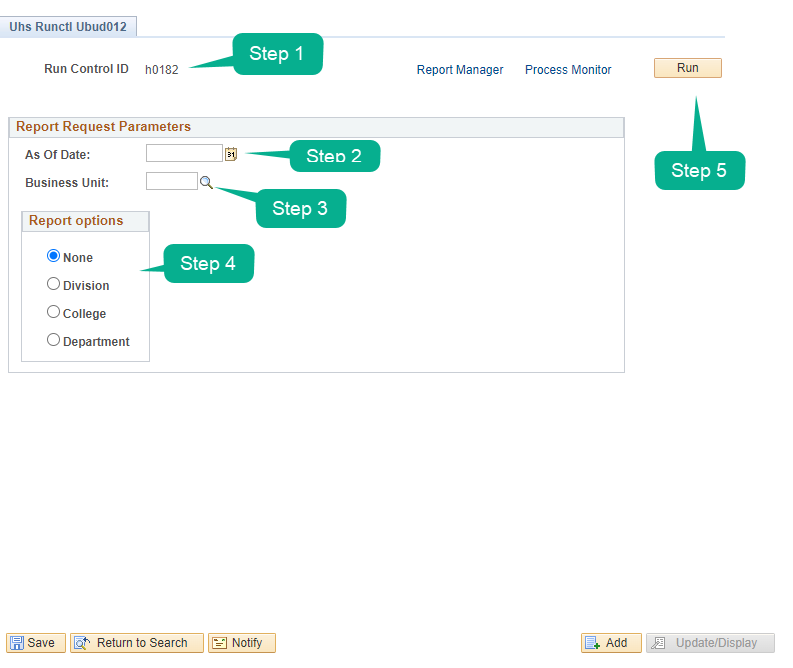 Uhs Runctl Ubud012
Step 1
Run Control ID h0182 Report Manager Process Monitor Run
Report Request Parameters
As Of Date: 31 Step 2
Business Unit:
Step 5
Step 3
Report options
None
Step 4
Division
College
Department
Save Return to Search Notify Add Update/Display